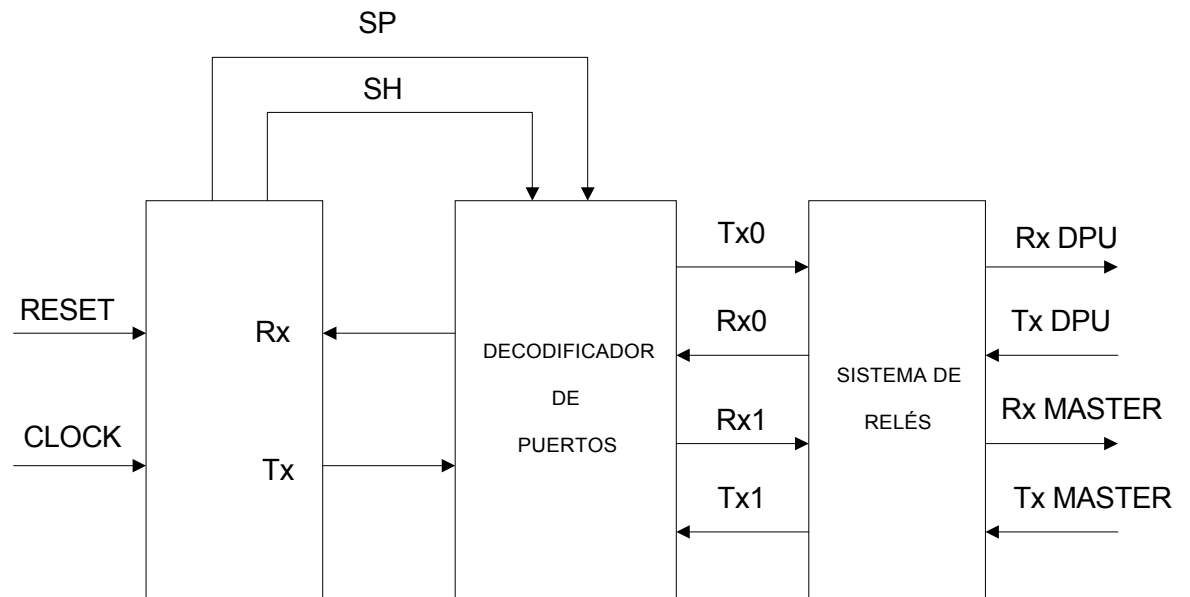 SP
SH
RESET
CLOCK
Rx
Tx
DECODIFICADOR
DE
PUERTOS
Tx0
Rx0
Rx1
Tx1
SISTEMA DE
RELÉS
Rx DPU
Tx DPU
Rx MASTER
Tx MASTER